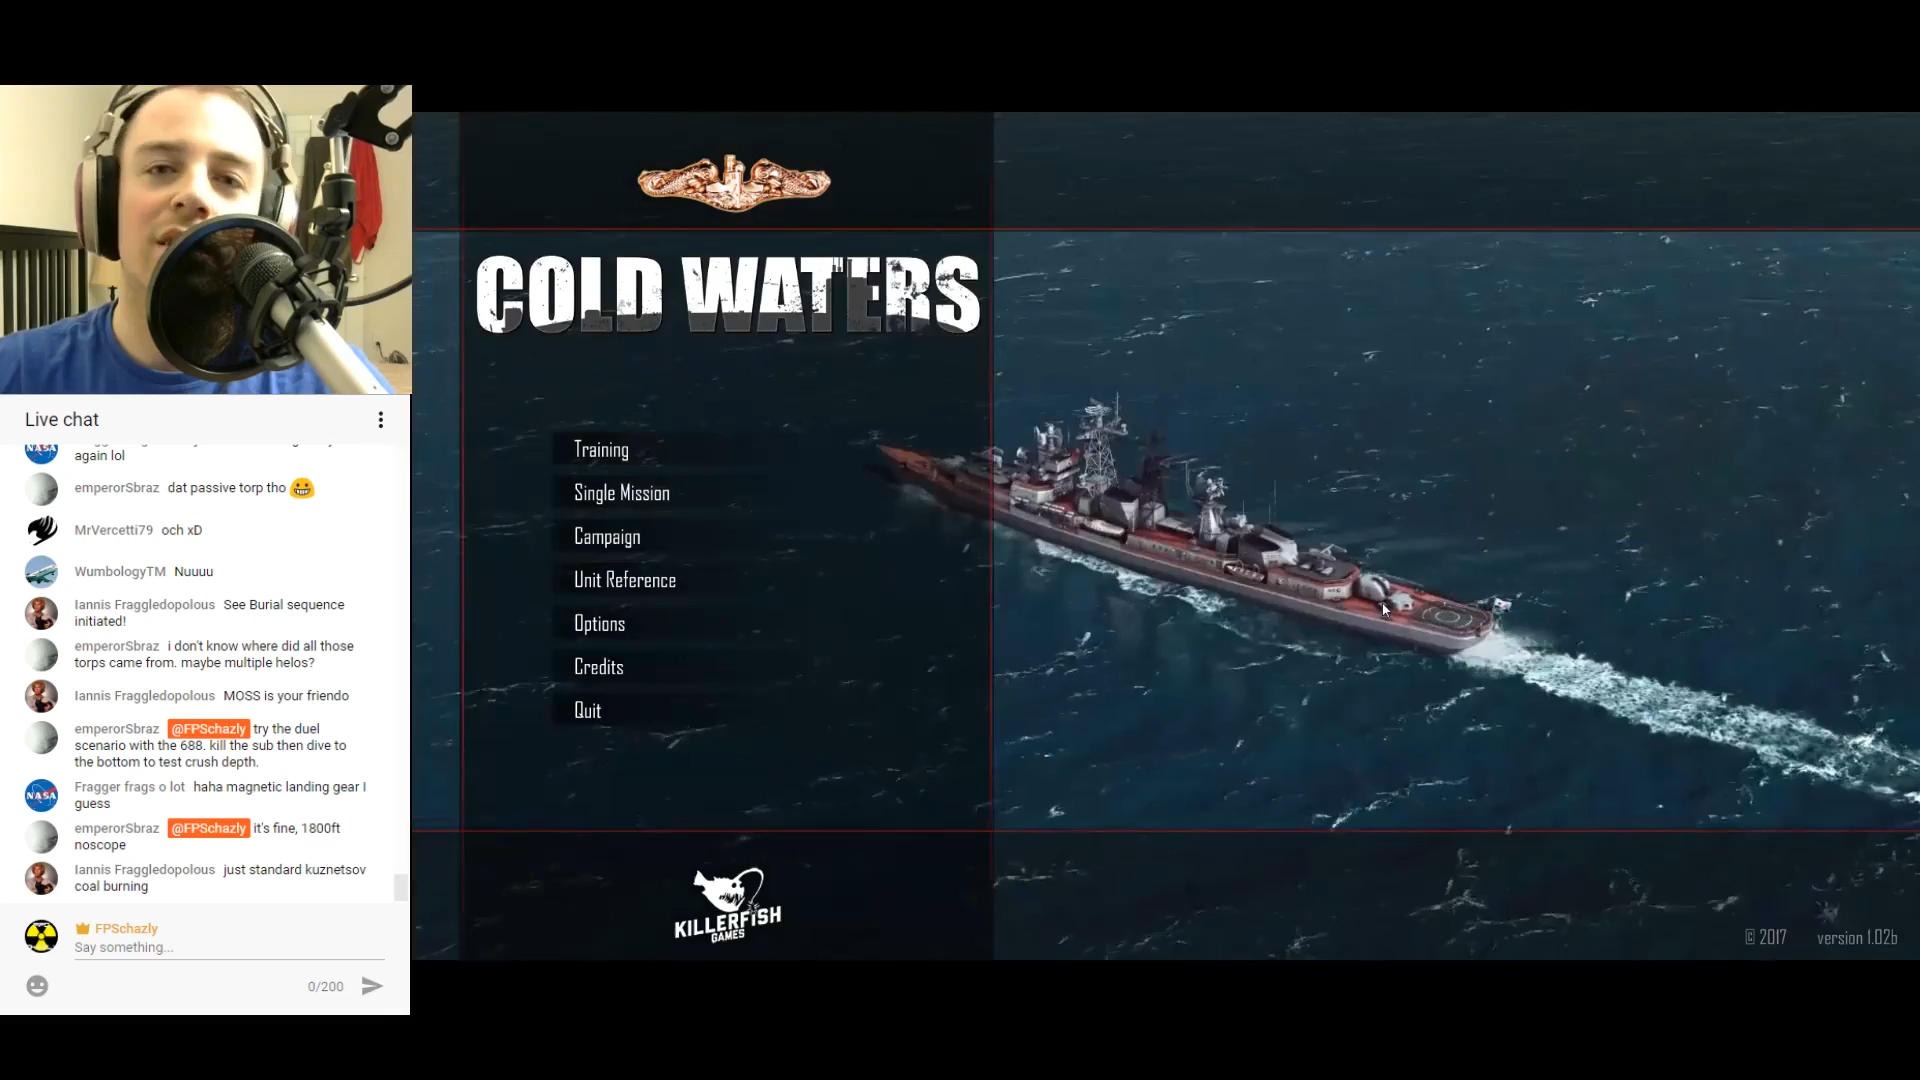 Live chat
again lol
emperorSbraz dat passive torp tho
MrVercetti79 och xD
WumbologyTM Nuuuu
Iannis Fraggledopolous See Burial sequence
initiated!
emperorSbraz i don't know where did all those
torps came from. maybe multiple helos?
Iannis Fraggledopolous MOSS is your friendo
emperorSbraz @FPSchazly try the duel
scenario with the 688. kill the sub then dive to
the bottom to test crush depth.
Fragger frags o lot haha magnetic landing gear I
guess
emperorSbraz @FPSchazly it's fine, 1800ft
noscope
Iannis Fraggledopolous just standard kuznetsov
coal burning
FPSchazly
Say something...
0/200
NASA
COLD WATERS
Training
Single Mission
Campaign
Unit Reference
Options
Credits
Quit
KILLERFISH
GAMES
© 2017 version 1.02b